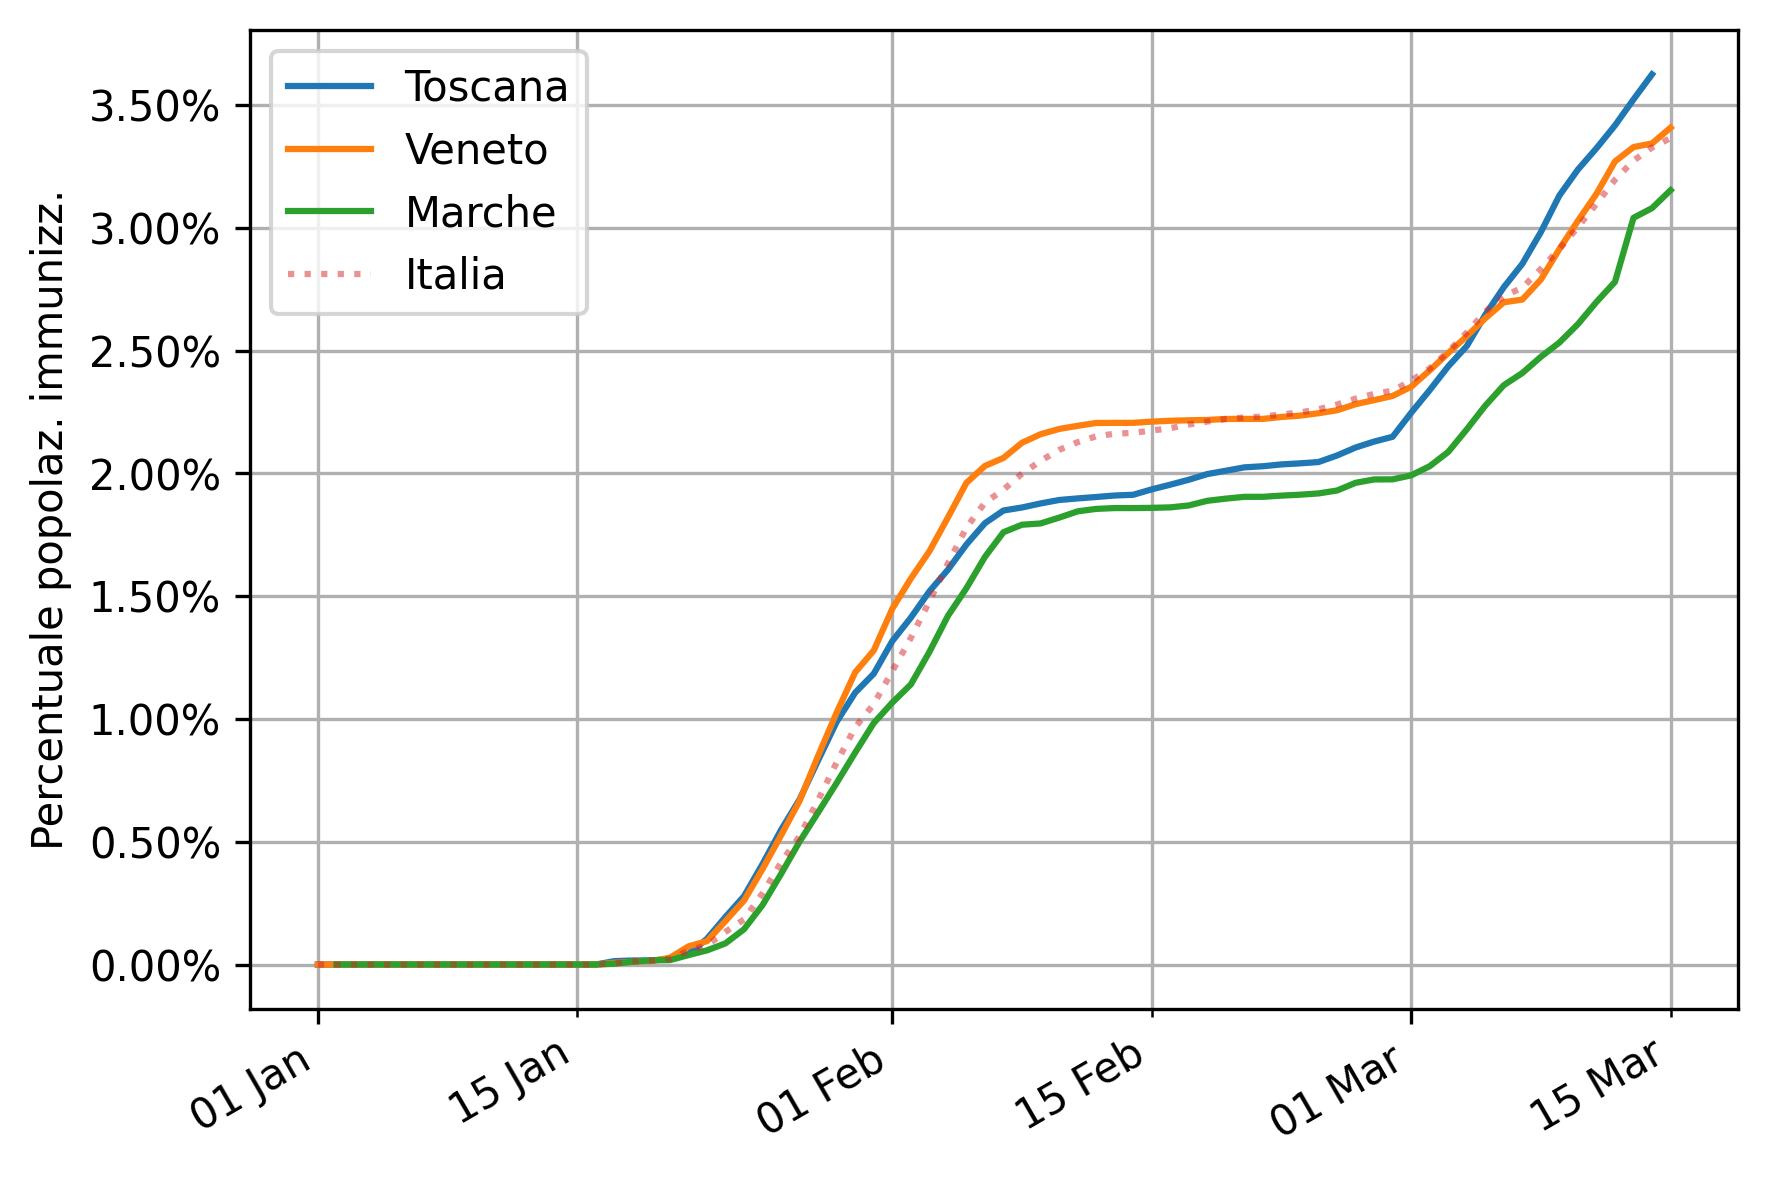 Toscana
Veneto
Marche
Italia
Percentuale popolaz. immunizz.
3.50%
3.00%
2.50%
2.00%
1.50%
1.00%
0.50%
0.00%
01 Jan
15 Jan
01 Feb
15 Feb
01 Mar
15 Mar